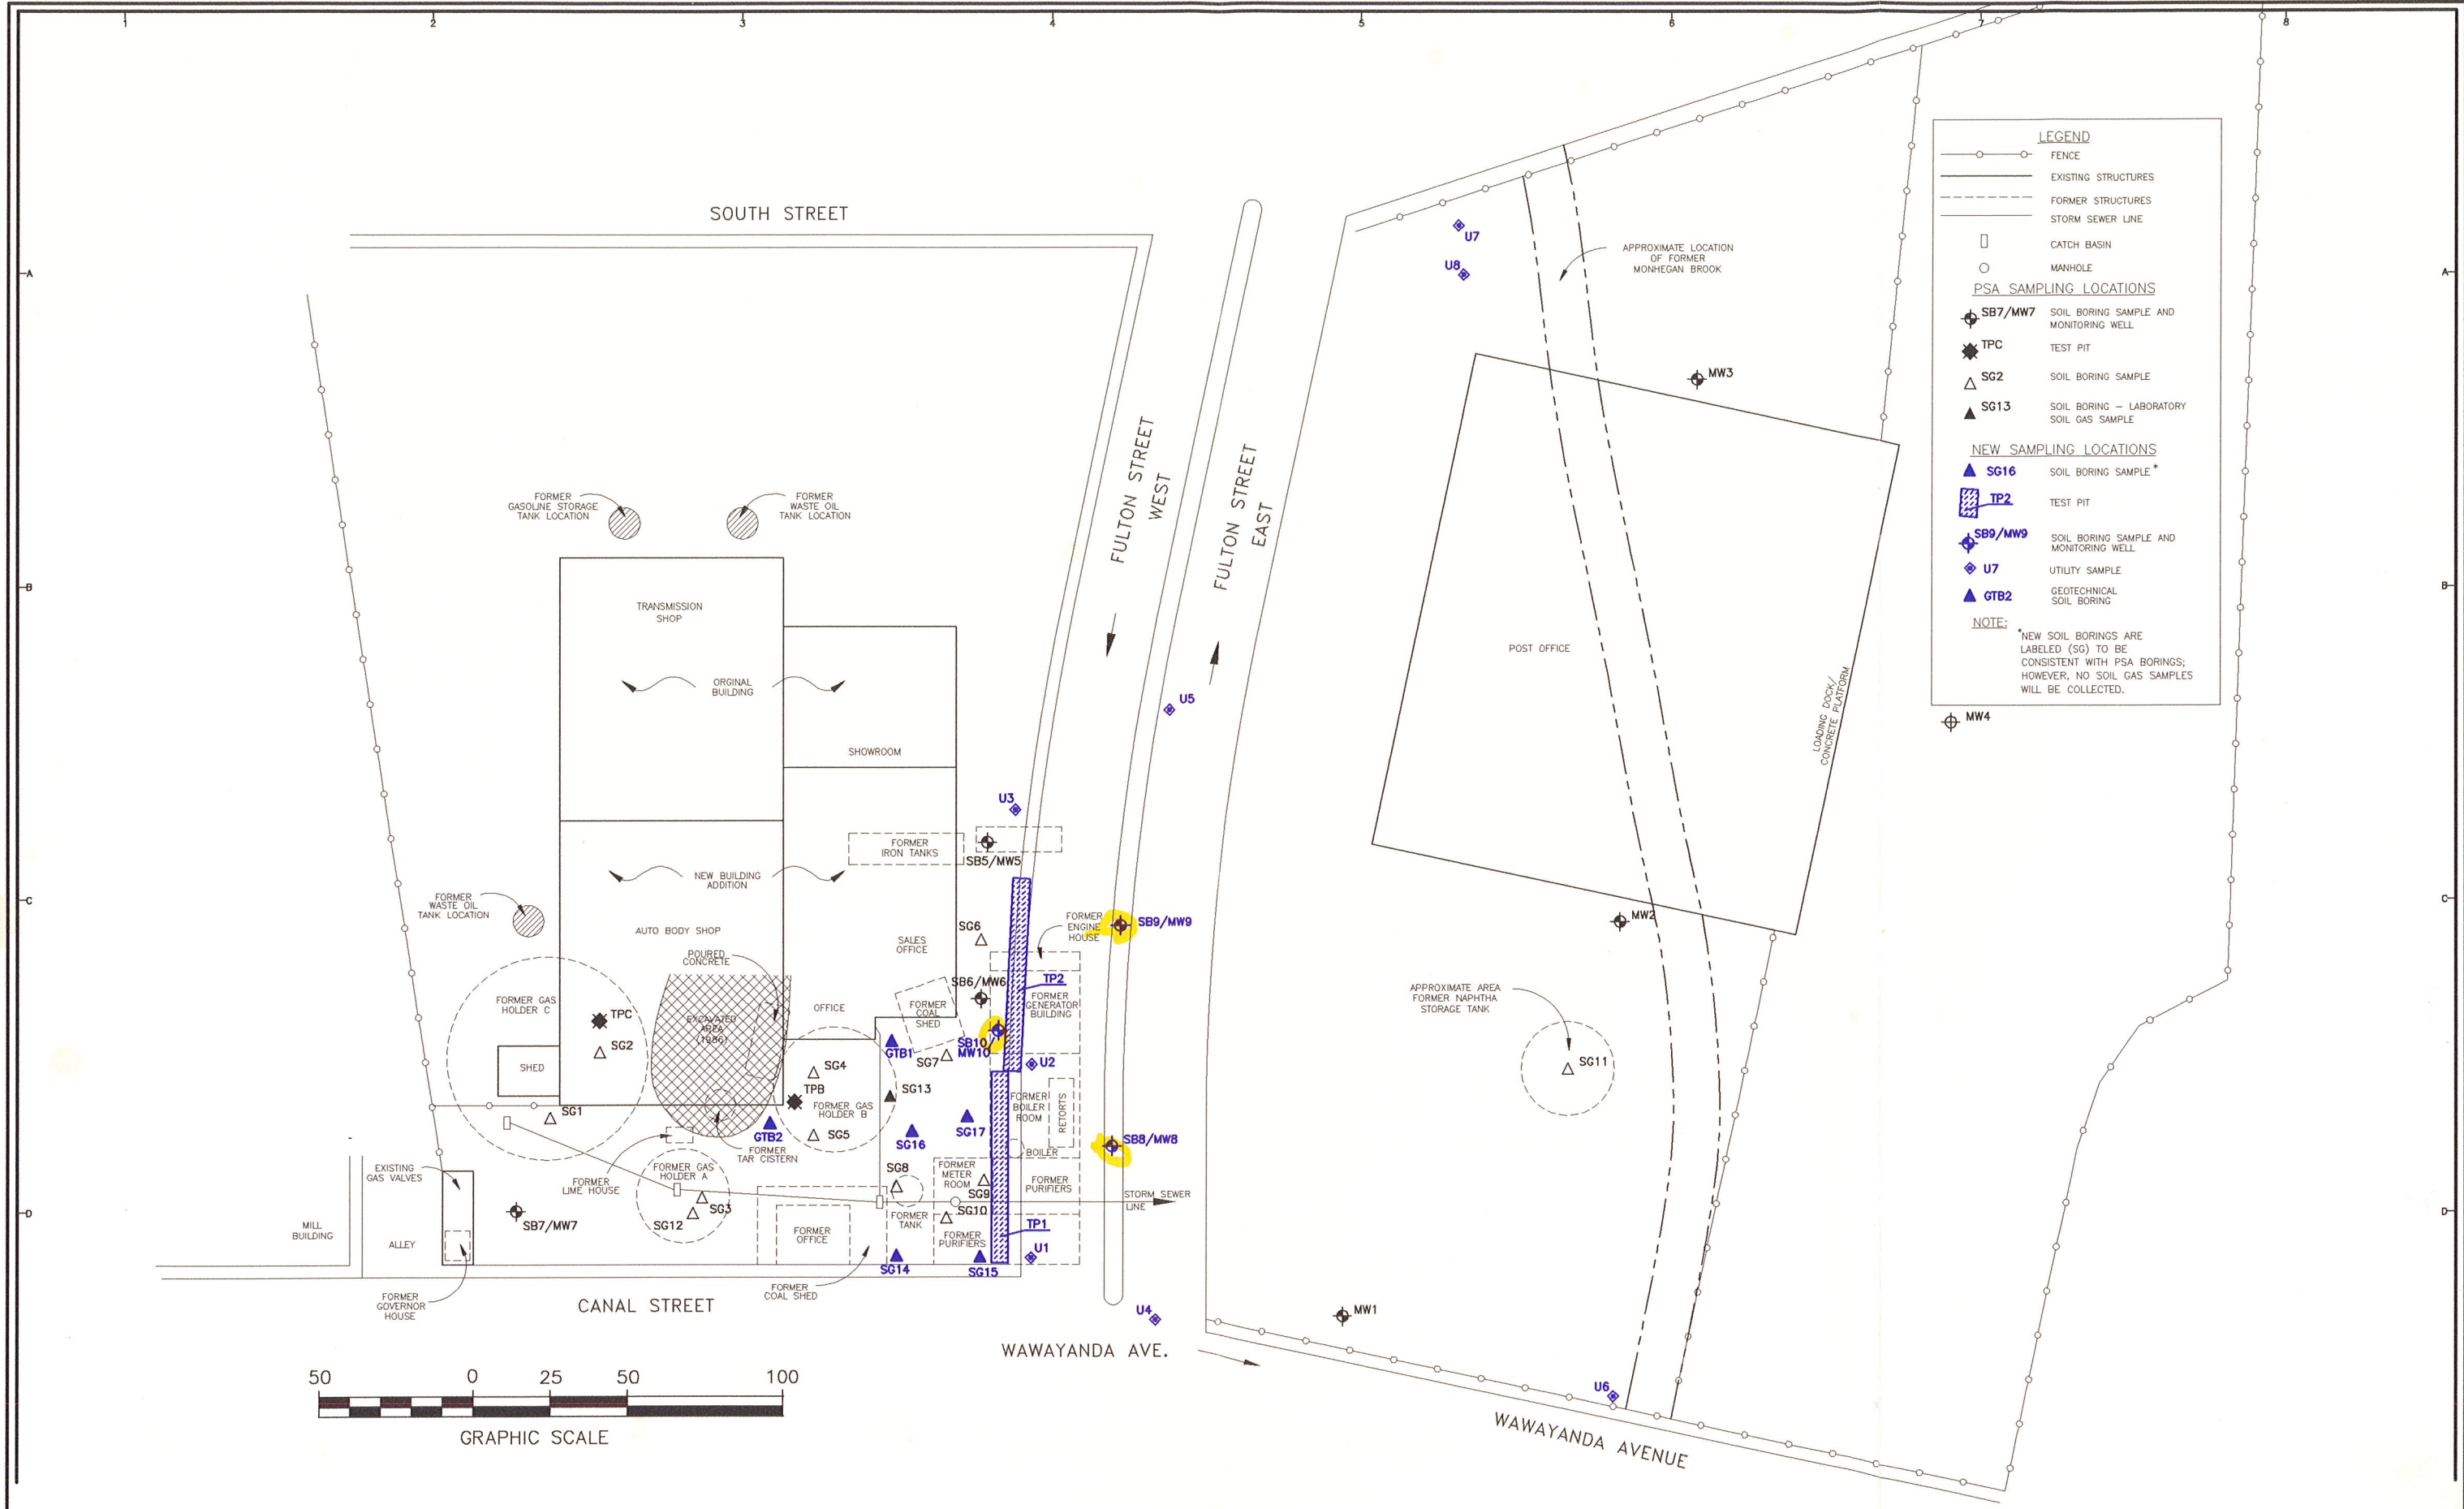 1 2 3 4 5 6 7 8
SOUTH STREET
A
A
B
B
C
C
D
D
LEGEND
FENCE
EXISTING STRUCTURES
FORMER STRUCTURES
STORM SEWER LINE
CATCH BASIN
MANHOLE
PSA SAMPLING LOCATIONS
SB7/MW7 SOIL BORING SAMPLE AND
MONITORING WELL
TPC TEST PIT
SG2 SOIL BORING SAMPLE
SG13 SOIL BORING – LABORATORY
SOIL GAS SAMPLE
NEW SAMPLING LOCATIONS
SG16 SOIL BORING SAMPLE *
TP2 TEST PIT
SB9/MW9 SOIL BORING SAMPLE AND
MONITORING WELL
U7 UTILITY SAMPLE
GTB2 GEOTECHNICAL
SOIL BORING
NOTE:
*NEW SOIL BORINGS ARE
LABELED (SG) TO BE
CONSISTENT WITH PSA BORINGS;
HOWEVER, NO SOIL GAS SAMPLES
WILL BE COLLECTED.
U7
U8
APPROXIMATE LOCATION
OF FORMER
MONHEGAN BROOK
MW3
FULTON STREET
WEST
FULTON STREET
EAST
FORMER
GASOLINE STORAGE
TANK LOCATION
FORMER
WASTE OIL
TANK LOCATION
TRANSMISSION
SHOP
ORGINAL
BUILDING
SHOWROOM
POST OFFICE
LOADING DOCK/
CONCRETE PLATFORM
MW4
U5
U3
FORMER
IRON TANKS
SB5/MW5
NEW BUILDING
ADDITION
FORMER
WASTE OIL
TANK LOCATION
AUTO BODY SHOP
POURED
CONCRETE
SALES
OFFICE
SG6
FORMER
ENGINE
HOUSE
SB9/MW9
MW2
FORMER GAS
HOLDER C
TPC
SG2
SHED
SG1
EXCAVATED
AREA
(1986)
OFFICE
FORMER
COAL
SHED
SB6/MW6
TP2
FORMER
GENERATOR
BUILDING
GTB1
SG7
SB10/
MW10
U2
SG4
TPB
SG13
FORMER GAS
HOLDER B
SG5
GTB2
SG16
SG17
FORMER
BOILER
ROOM
RETORTS
BOILER
SB8/MW8
APPROXIMATE AREA
FORMER NAPHTHA
STORAGE TANK
SG11
FORMER
TAR CISTERN
FORMER
LIME HOUSE
FORMER GAS
HOLDER A
SG3
SG12
EXISTING
GAS VALVES
SB7/MW7
MILL
BUILDING
ALLEY
FORMER
GOVERNOR
HOUSE
SG8
FORMER
METER
ROOM
SG9
FORMER
PURIFIERS
STORM SEWER
LINE
FORMER
TANK
SG10
FORMER
OFFICE
FORMER
PURIFIERS
TP1
U1
SG14
SG15
FORMER
COAL SHED
CANAL STREET
U4
WAWAYANDA AVE.
MW1
U6
WAWAYANDA AVENUE
50 0 25 50 100
GRAPHIC SCALE